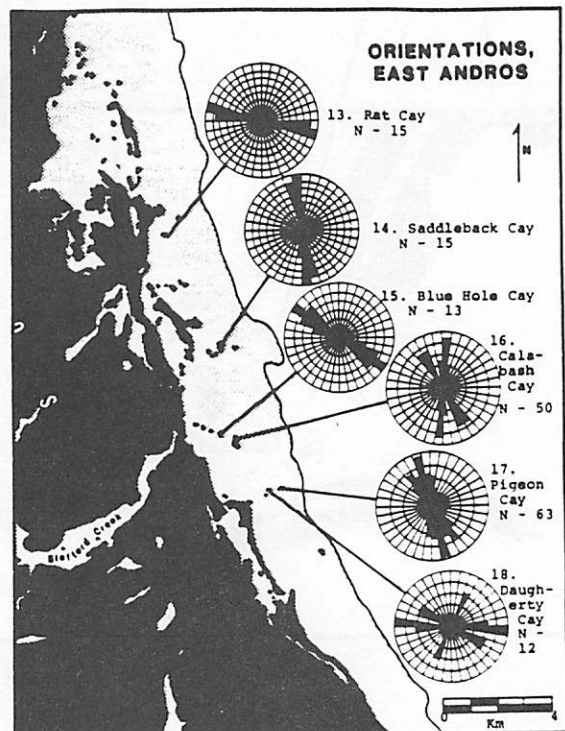 ORIENTATIONS,
EAST ANDROS
N
13. Rat Cay
N - 15
14. Saddleback Cay
N - 15
15. Blue Hole Cay
N - 13
16.
Cala-
bash
Cay
N - 50
17.
Pigeon
Cay
N - 63
18.
Daugh-
erty
Cay
N -
12
S
Creek
0 4
Km